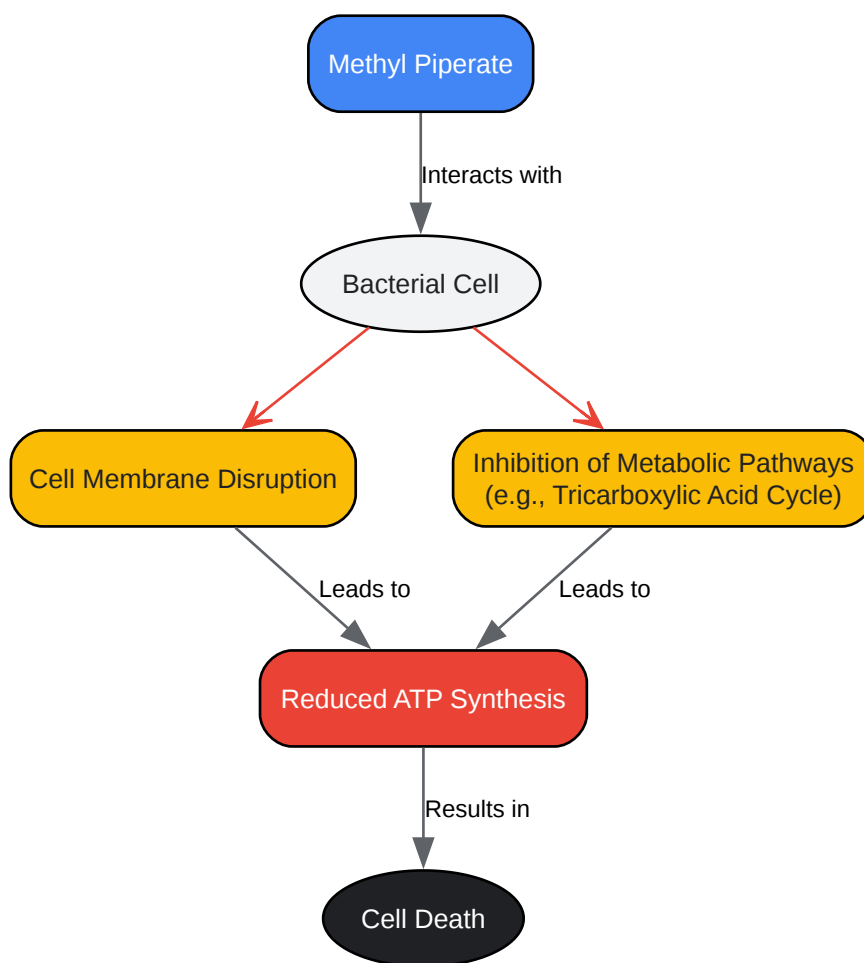 Methyl Piperate
Interacts with
Bacterial Cell
Cell Membrane Disruption
Inhibition of Metabolic Pathways
(e.g., Tricarboxylic Acid Cycle)
Leads to
Leads to
Reduced ATP Synthesis
Results in
Cell Death